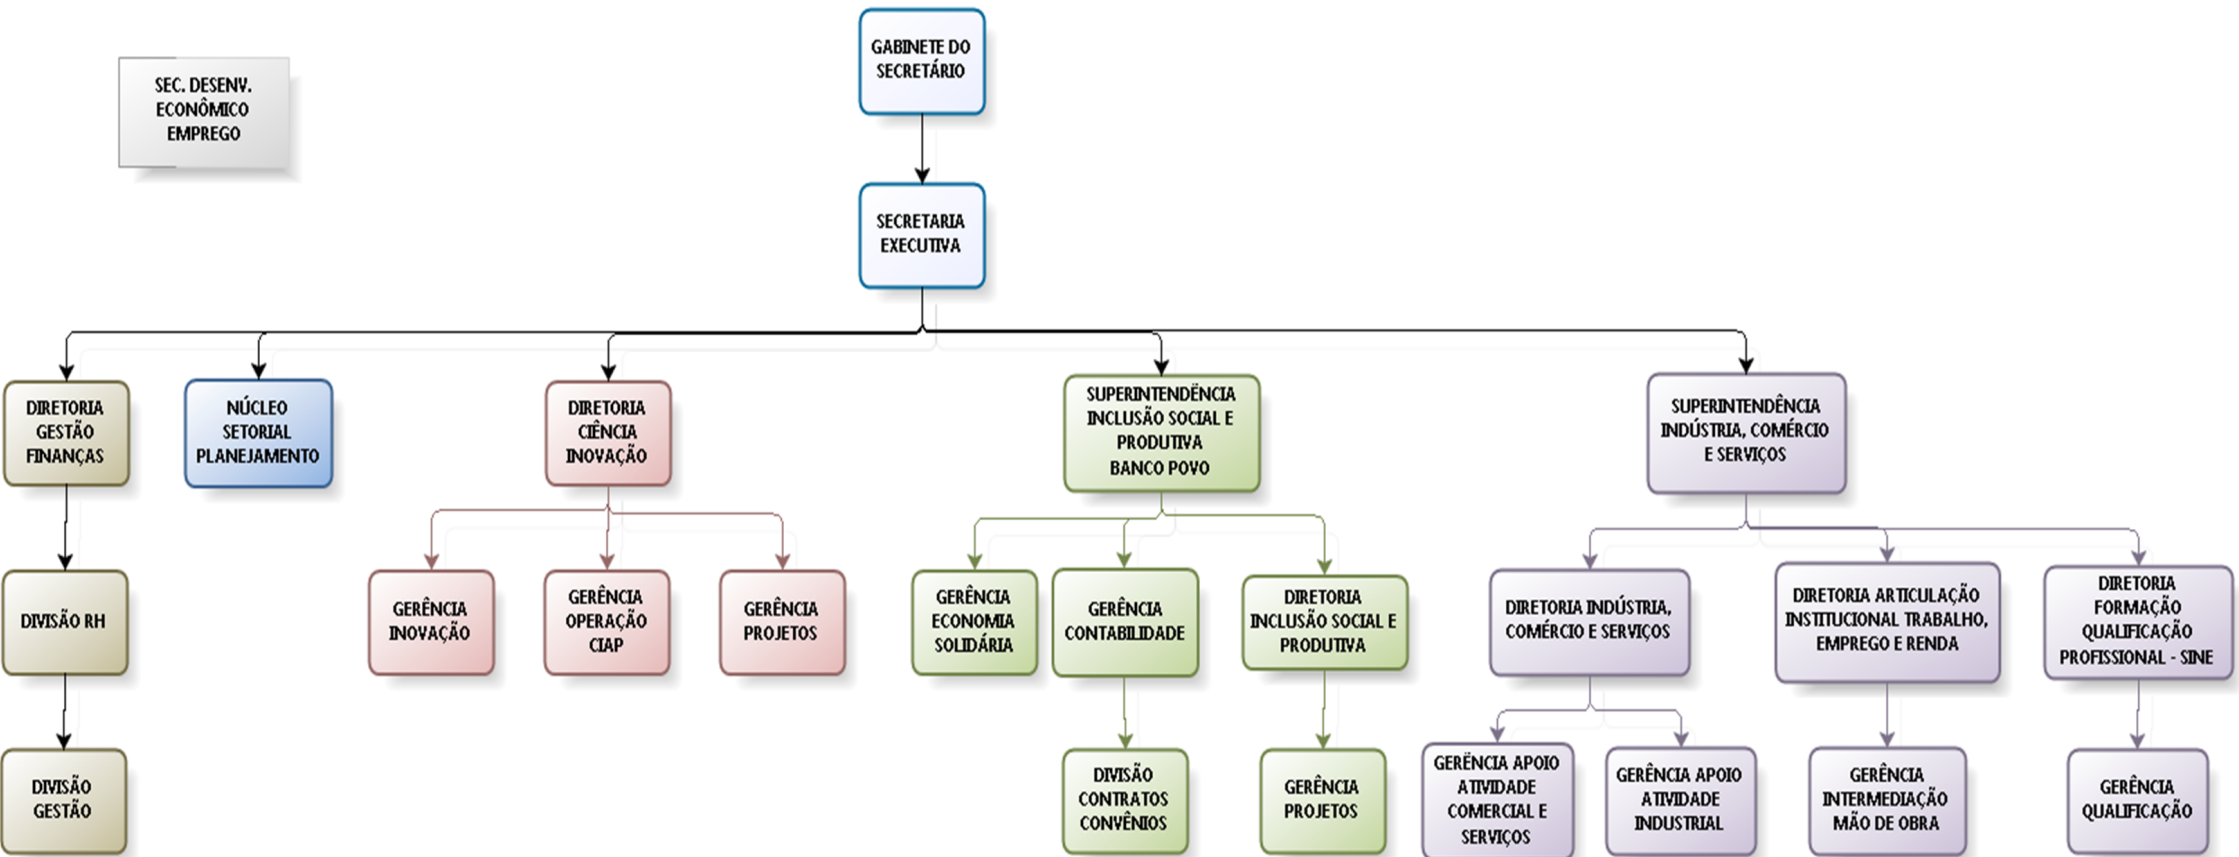 GABINETE DO
SECRETÁRIO
SEC. DESENV.
ECONÔMICO
EMPREGO
SECRETARIA
EXECUTIVA
DIRETORIA
GESTÃO
FINANÇAS
NÚCLEO
SETORIAL
PLANEJAMENTO
DIRETORIA
CIÊNCIA
INOVAÇÃO
SUPERINTENDÊNCIA
INCLUSÃO SOCIAL E
PRODUTIVA
BANCO POVO
SUPERINTENDÊNCIA
INDÚSTRIA, COMÉRCIO
E SERVIÇOS
DIVISÃO RH
GERÊNCIA
INOVAÇÃO
GERÊNCIA
OPERAÇÃO
CIAP
GERÊNCIA
PROJETOS
GERÊNCIA
ECONOMIA
SOLIDÁRIA
GERÊNCIA
CONTABILIDADE
DIRETORIA
INCLUSÃO SOCIAL E
PRODUTIVA
DIRETORIA INDÚSTRIA,
COMÉRCIO E SERVIÇOS
DIRETORIA ARTICULAÇÃO
INSTITUCIONAL TRABALHO,
EMPREGO E RENDA
DIRETORIA
FORMAÇÃO
QUALIFICAÇÃO
PROFISSIONAL - SINE
DIVISÃO
GESTÃO
DIVISÃO
CONTRATOS
CONVÊNIOS
GERÊNCIA
PROJETOS
GERÊNCIA APOIO
ATIVIDADE
COMERCIAL E
SERVIÇOS
GERÊNCIA APOIO
ATIVIDADE
INDUSTRIAL
GERÊNCIA
INTERMEDIAÇÃO
MÃO DE OBRA
GERÊNCIA
QUALIFICAÇÃO